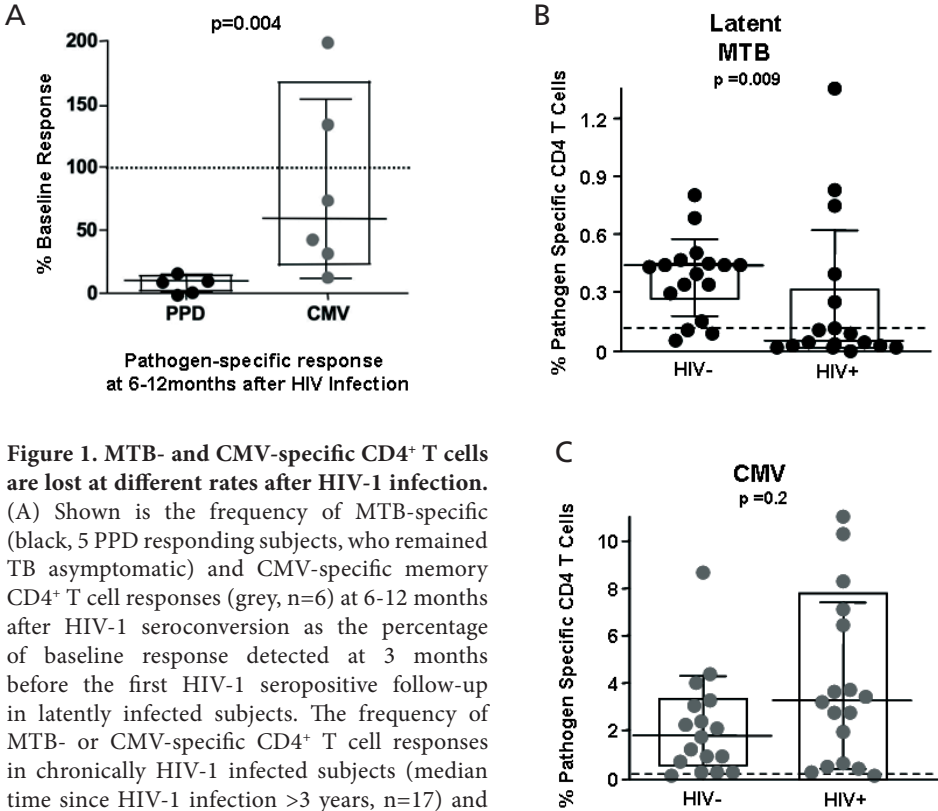 A
p=0.004
% Baseline Response
200
150
100
50
0
PPD
CMV
Pathogen-specific response
at 6-12months after HIV Infection
B
Latent
MTB
p =0.009
% Pathogen Specific CD4 T Cells
1.2
0.9
0.6
0.3
0
HIV-
HIV+
Figure 1. MTB- and CMV-specific CD4+ T cells
are lost at different rates after HIV-1 infection.
(A) Shown is the frequency of MTB-specific
(black, 5 PPD responding subjects, who remained
TB asymptomatic) and CMV-specific memory
CD4+ T cell responses (grey, n=6) at 6-12 months
after HIV-1 seroconversion as the percentage
of baseline response detected at 3 months
before the first HIV-1 seropositive follow-up
in latently infected subjects. The frequency of
MTB- or CMV-specific CD4+ T cell responses
in chronically HIV-1 infected subjects (median
time since HIV-1 infection >3 years, n=17) and
C
CMV
p =0.2
% Pathogen Specific CD4 T Cells
10
8
6
4
2
0
HIV-
HIV+